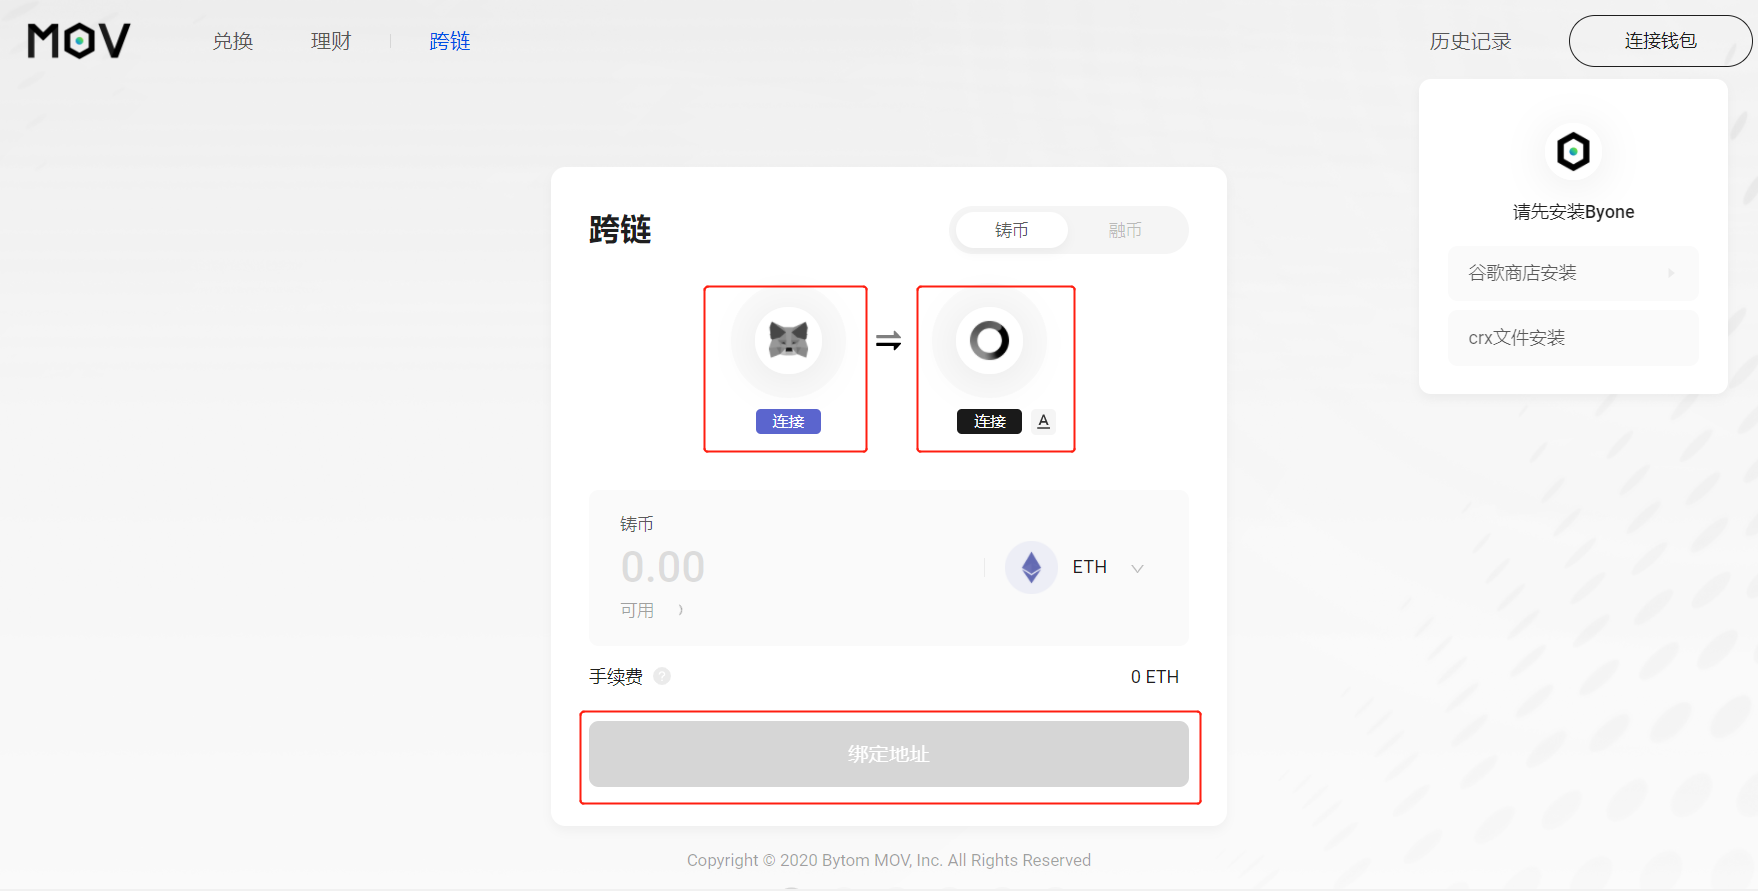 MOV
兑换
理财
跨链
历史记录
连接钱包
请先安装Byone
谷歌商店安装
crx文件安装
跨链
铸币
融币
连接
连接
A
铸币
0.00
ETH
可用
手续费 ?
0 ETH
绑定地址
Copyright © 2020 Bytom MOV, Inc. All Rights Reserved